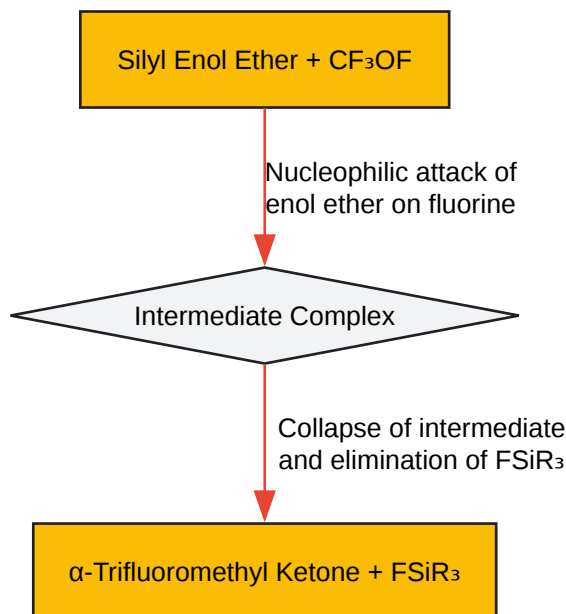 Silyl Enol Ether + CF₃OF
Nucleophilic attack of
enol ether on fluorine
Intermediate Complex
Collapse of intermediate
and elimination of FSiR₃
α-Trifluoromethyl Ketone + FSiR₃